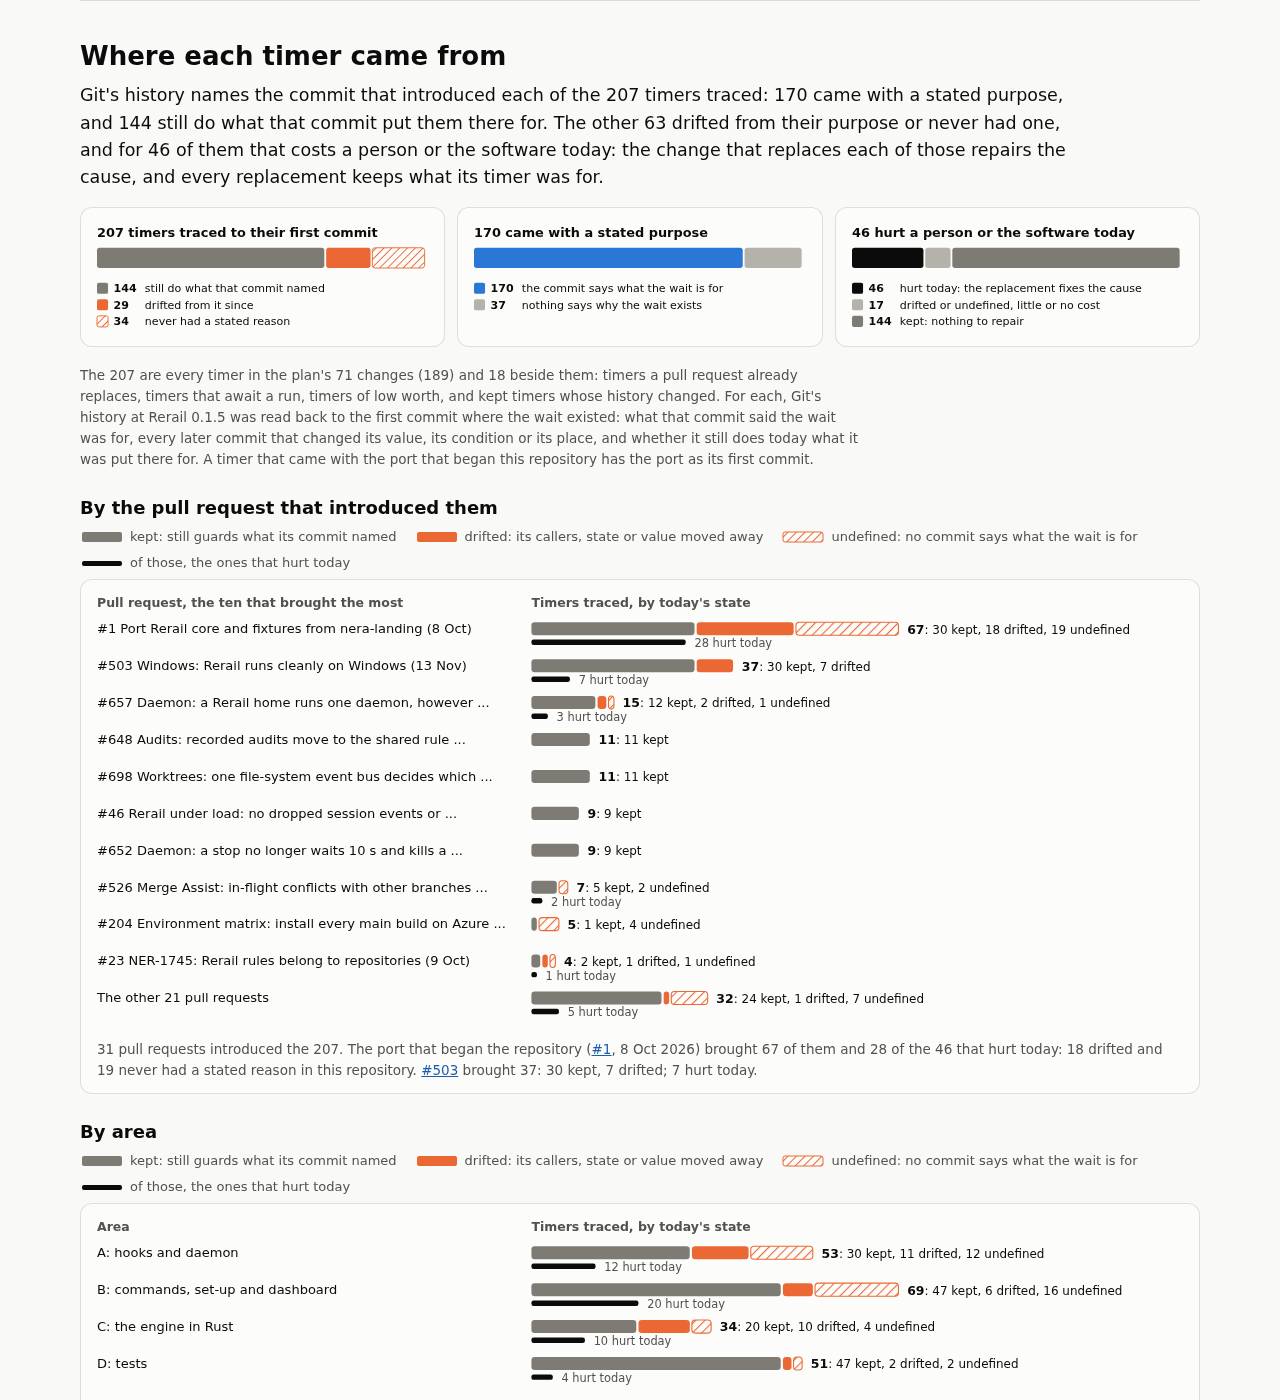 Where each timer came from
Git's history names the commit that introduced each of the 207 timers traced: 170 came with a stated purpose,
and 144 still do what that commit put them there for. The other 63 drifted from their purpose or never had one,
and for 46 of them that costs a person or the software today: the change that replaces each of those repairs the
cause, and every replacement keeps what its timer was for.
207 timers traced to their first commit
144 still do what that commit named
29 drifted from it since
34 never had a stated reason
170 came with a stated purpose
170 the commit says what the wait is for
37 nothing says why the wait exists
46 hurt a person or the software today
46 hurt today: the replacement fixes the cause
17 drifted or undefined, little or no cost
144 kept: nothing to repair
The 207 are every timer in the plan's 71 changes (189) and 18 beside them: timers a pull request already
replaces, timers that await a run, timers of low worth, and kept timers whose history changed. For each, Git's
history at Rerail 0.1.5 was read back to the first commit where the wait existed: what that commit said the wait
was for, every later commit that changed its value, its condition or its place, and whether it still does today what it
was put there for. A timer that came with the port that began this repository has the port as its first commit.
By the pull request that introduced them
kept: still guards what its commit named
drifted: its callers, state or value moved away
undefined: no commit says what the wait is for
of those, the ones that hurt today
Pull request, the ten that brought the most
Timers traced, by today's state
#1 Port Rerail core and fixtures from nera-landing (8 Oct)
67: 30 kept, 18 drifted, 19 undefined
28 hurt today
#503 Windows: Rerail runs cleanly on Windows (13 Nov)
37: 30 kept, 7 drifted
7 hurt today
#657 Daemon: a Rerail home runs one daemon, however ...
15: 12 kept, 2 drifted, 1 undefined
3 hurt today
#648 Audits: recorded audits move to the shared rule ...
11: 11 kept
#698 Worktrees: one file-system event bus decides which ...
11: 11 kept
#46 Rerail under load: no dropped session events or ...
9: 9 kept
#652 Daemon: a stop no longer waits 10 s and kills a ...
9: 9 kept
#526 Merge Assist: in-flight conflicts with other branches ...
7: 5 kept, 2 undefined
2 hurt today
#204 Environment matrix: install every main build on Azure ...
5: 1 kept, 4 undefined
#23 NER-1745: Rerail rules belong to repositories (9 Oct)
4: 2 kept, 1 drifted, 1 undefined
1 hurt today
The other 21 pull requests
32: 24 kept, 1 drifted, 7 undefined
5 hurt today
31 pull requests introduced the 207. The port that began the repository (#1, 8 Oct 2026) brought 67 of them and 28 of the 46 that hurt today: 18 drifted and
19 never had a stated reason in this repository. #503 brought 37: 30 kept, 7 drifted; 7 hurt today.
By area
kept: still guards what its commit named
drifted: its callers, state or value moved away
undefined: no commit says what the wait is for
of those, the ones that hurt today
Area
Timers traced, by today's state
A: hooks and daemon
53: 30 kept, 11 drifted, 12 undefined
12 hurt today
B: commands, set-up and dashboard
69: 47 kept, 6 drifted, 16 undefined
20 hurt today
C: the engine in Rust
34: 20 kept, 10 drifted, 4 undefined
10 hurt today
D: tests
51: 47 kept, 2 drifted, 2 undefined
4 hurt today